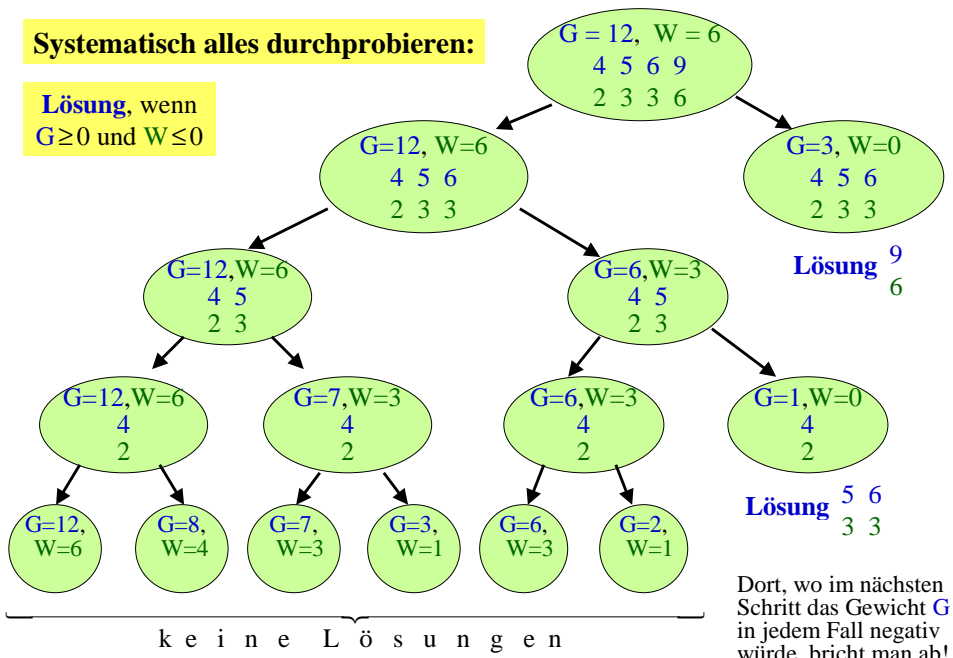 Systematisch alles durchprobieren:
Lösung, wenn
G≥0 und W≤0
G = 12, W = 6
4 5 6 9
2 3 3 6
G=12, W=6
4 5 6
2 3 3
G=3, W=0
4 5 6
2 3 3
Lösung 9
6
G=12,W=6
4 5
2 3
G=6,W=3
4 5
2 3
G=12,W=6
4
2
G=7,W=3
4
2
G=6,W=3
4
2
G=1,W=0
4
2
Lösung 5 6
3 3
G=12,
W=6
G=8,
W=4
G=7,
W=3
G=3,
W=1
G=6,
W=3
G=2,
W=1
k e i n e L ö s u n g e n
Dort, wo im nächsten
Schritt das Gewicht G
in jedem Fall negativ
würde, bricht man ab!